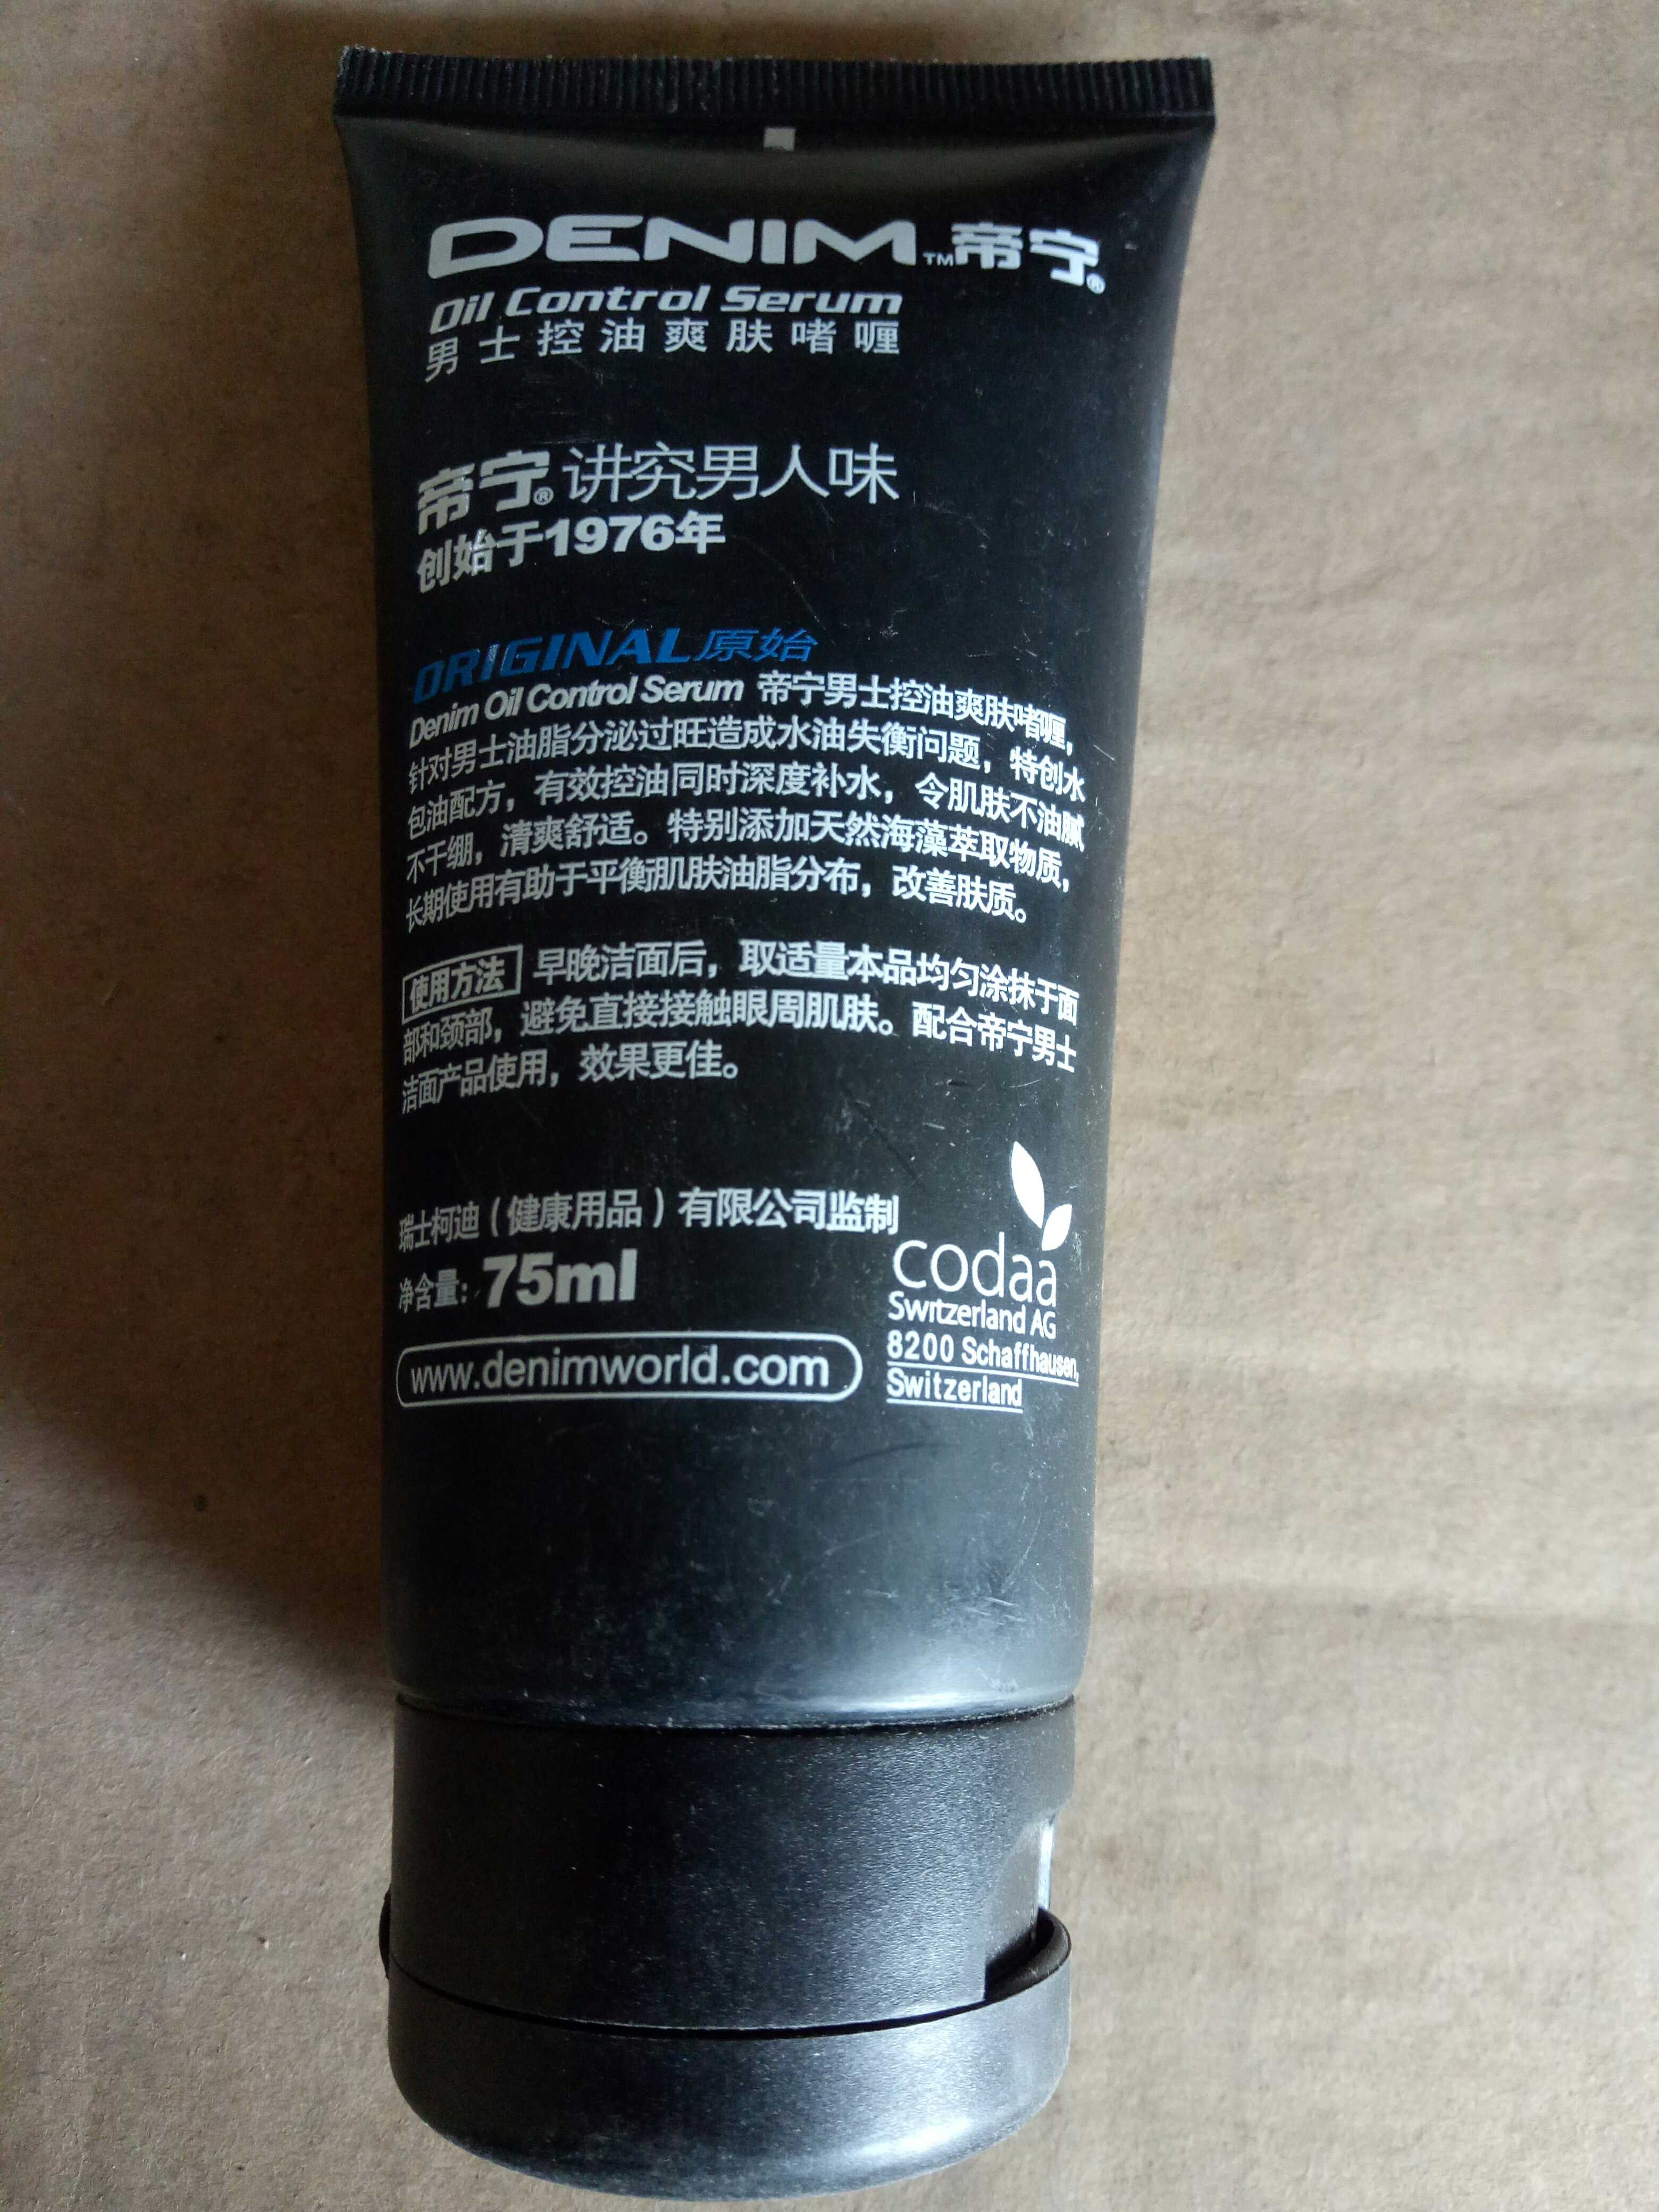 DENIM™帝宁®
Oil Control Serum
男士控油爽肤啫喱
帝宁®讲究男人味
创始于1976年
ORIGINAL原始
Denim Oil Control Serum 帝宁男士控油爽肤啫喱，
针对男士油脂分泌过旺造成水油失衡问题，特创水
包油配方，有效控油同时深度补水，令肌肤不油腻
不干绷，清爽舒适。特别添加天然海藻萃取物质，
长期使用有助于平衡肌肤油脂分布，改善肤质。
使用方法 早晚洁面后，取适量本品均匀涂抹于面
部和颈部，避免直接接触眼周肌肤。配合帝宁男士
洁面产品使用，效果更佳。
瑞士柯迪（健康用品）有限公司监制
净含量：75ml
www.denimworld.com
codaa
Switzerland AG
8200 Schaffhausen,
Switzerland